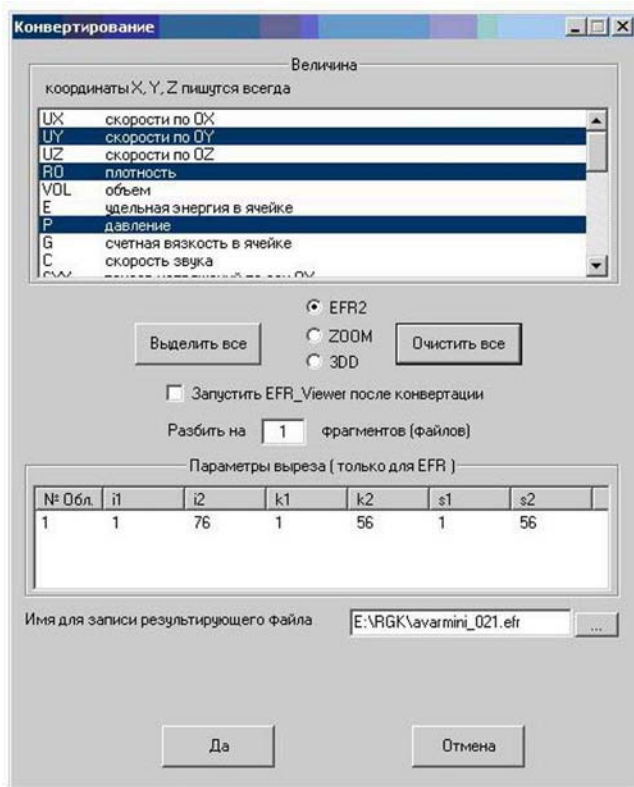 Конвертирование
Величина
координаты X, Y, Z пишутся всегда
UX скорости по OX
UY скорости по OY
UZ скорости по OZ
RO плотность
VOL объем
E удельная энергия в ячейке
P давление
G счетная вязкость в ячейке
C скорость звука
EFR2
Выделить все
ZOOM
Очистить все
3DD
Запустить EFR_Viewer после конвертации
Разбить на 1 фрагментов (файлов)
Параметры выреза ( только для EFR )
№ Обл. i1 i2 k1 k2 s1 s2
1 1 76 1 56 1 56
Имя для записи результирующего файла E:\RGK\avarmini_021.efr ...
Да Отмена